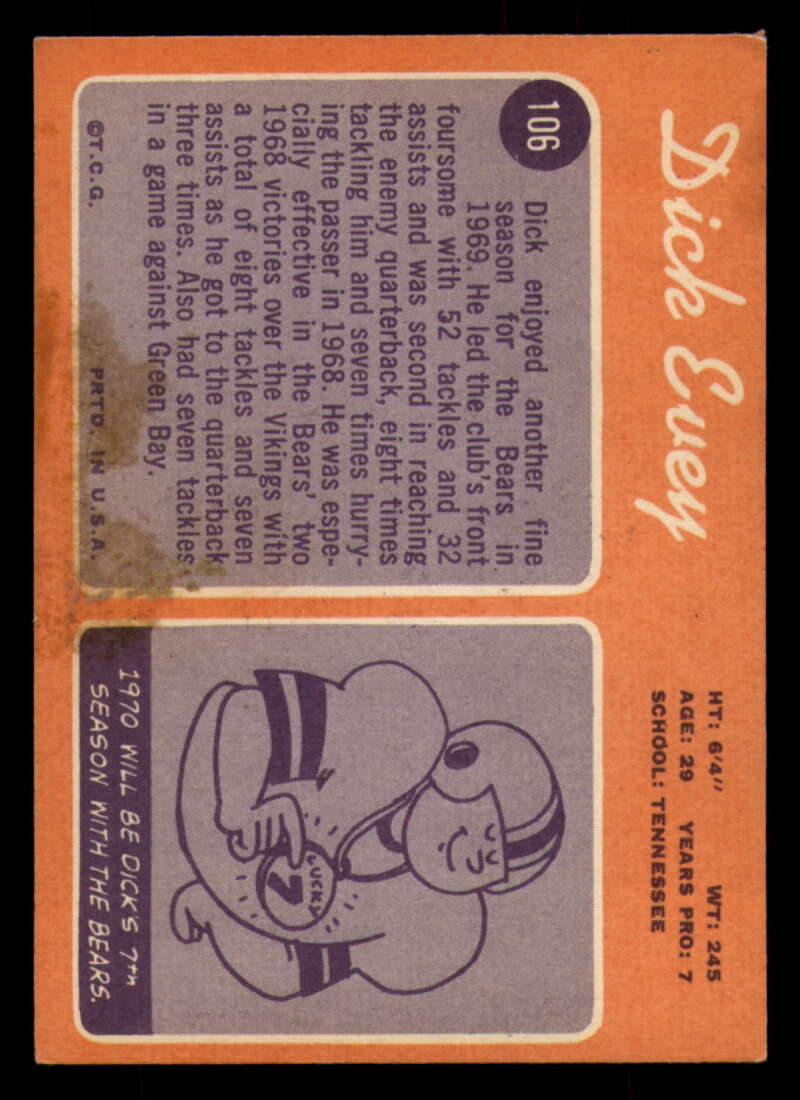 Dick Evey
HT: 6'4" WT: 245
AGE: 29 YEARS PRO: 7
SCHOOL: TENNESSEE
106
Dick enjoyed another fine
season for the Bears in
1969. He led the club's front
foursome with 52 tackles and 32
assists and was second in reaching
the enemy quarterback, eight times
tackling him and seven times hurry-
ing the passer in 1968. He was espe-
cially effective in the Bears' two
1968 victories over the Vikings with
a total of eight tackles and seven
assists as he got to the quarterback
three times. Also had seven tackles
in a game against Green Bay.
©T.C.G. PRTD. IN U.S.A.
LUCKY
7
1970 WILL BE DICK'S 7TH
SEASON WITH THE BEARS.